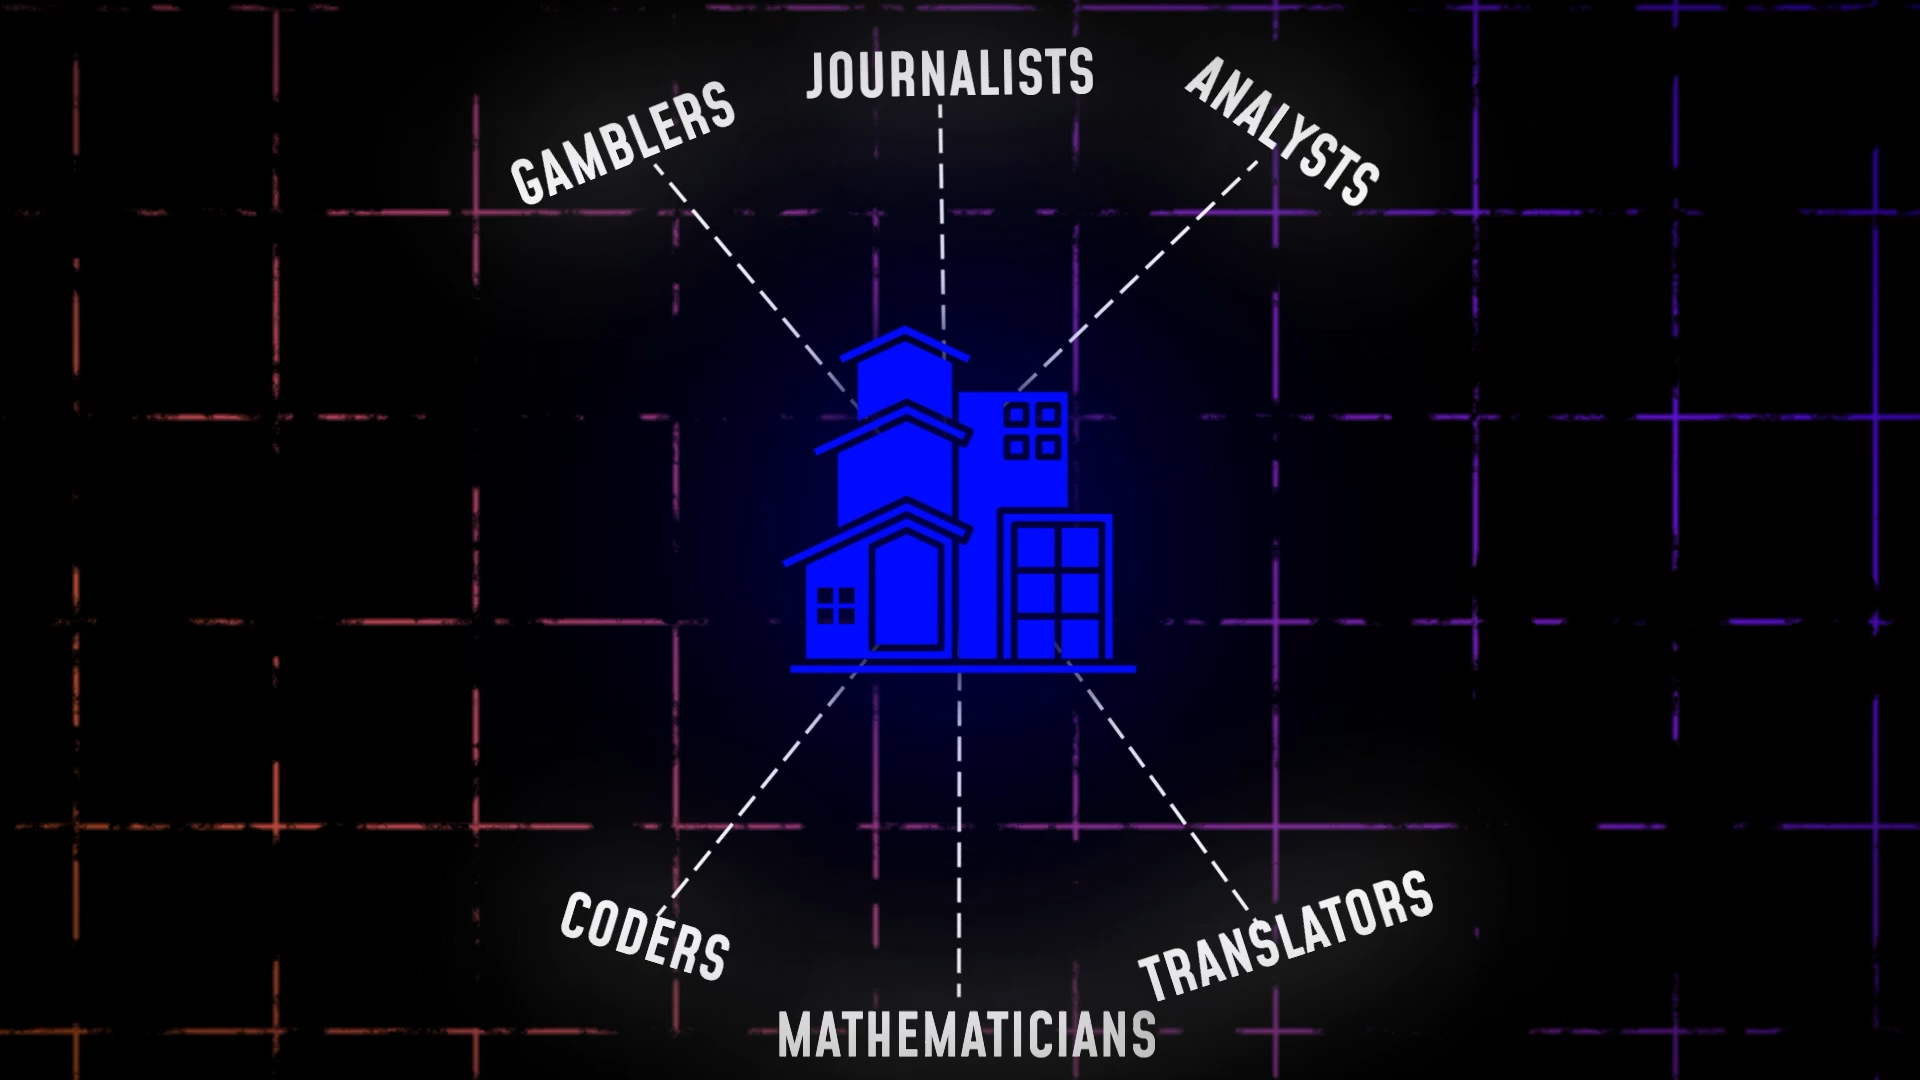 GAMBLERS
JOURNALISTS
ANALYSTS
CODERS
MATHEMATICIANS
TRANSLATORS